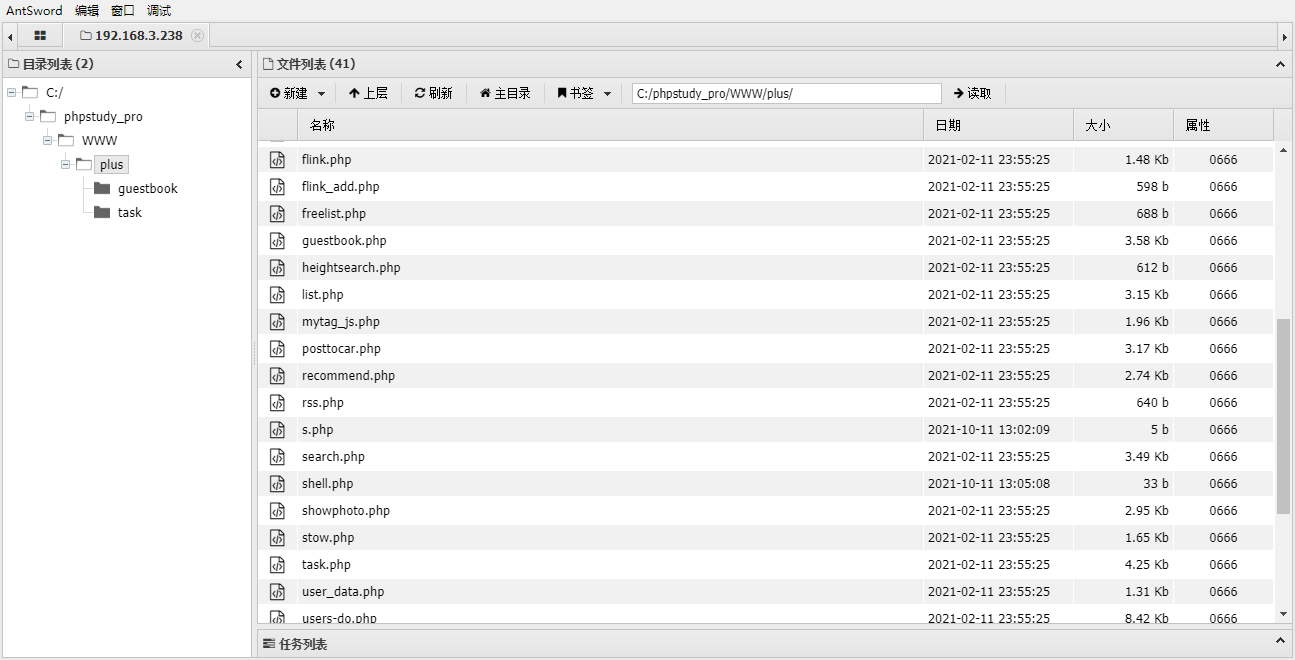 AntSword 编辑 窗口 调试
192.168.3.238
目录列表 (2)
C:/
phpstudy_pro
WWW
plus
guestbook
task
文件列表 (41)
新建 上层 刷新 主目录 书签 C:/phpstudy_pro/WWW/plus/ 读取
名称 日期 大小 属性
flink.php 2021-02-11 23:55:25 1.48 Kb 0666
flink_add.php 2021-02-11 23:55:25 598 b 0666
freelist.php 2021-02-11 23:55:25 688 b 0666
guestbook.php 2021-02-11 23:55:25 3.58 Kb 0666
heightsearch.php 2021-02-11 23:55:25 612 b 0666
list.php 2021-02-11 23:55:25 3.15 Kb 0666
mytag_js.php 2021-02-11 23:55:25 1.96 Kb 0666
posttocar.php 2021-02-11 23:55:25 3.17 Kb 0666
recommend.php 2021-02-11 23:55:25 2.74 Kb 0666
rss.php 2021-02-11 23:55:25 640 b 0666
s.php 2021-10-11 13:02:09 5 b 0666
search.php 2021-02-11 23:55:25 3.49 Kb 0666
shell.php 2021-10-11 13:05:08 33 b 0666
showphoto.php 2021-02-11 23:55:25 2.95 Kb 0666
stow.php 2021-02-11 23:55:25 1.65 Kb 0666
task.php 2021-02-11 23:55:25 4.25 Kb 0666
user_data.php 2021-02-11 23:55:25 1.31 Kb 0666
users-do.php 2021-02-11 23:55:25 8.42 Kb 0666
任务列表